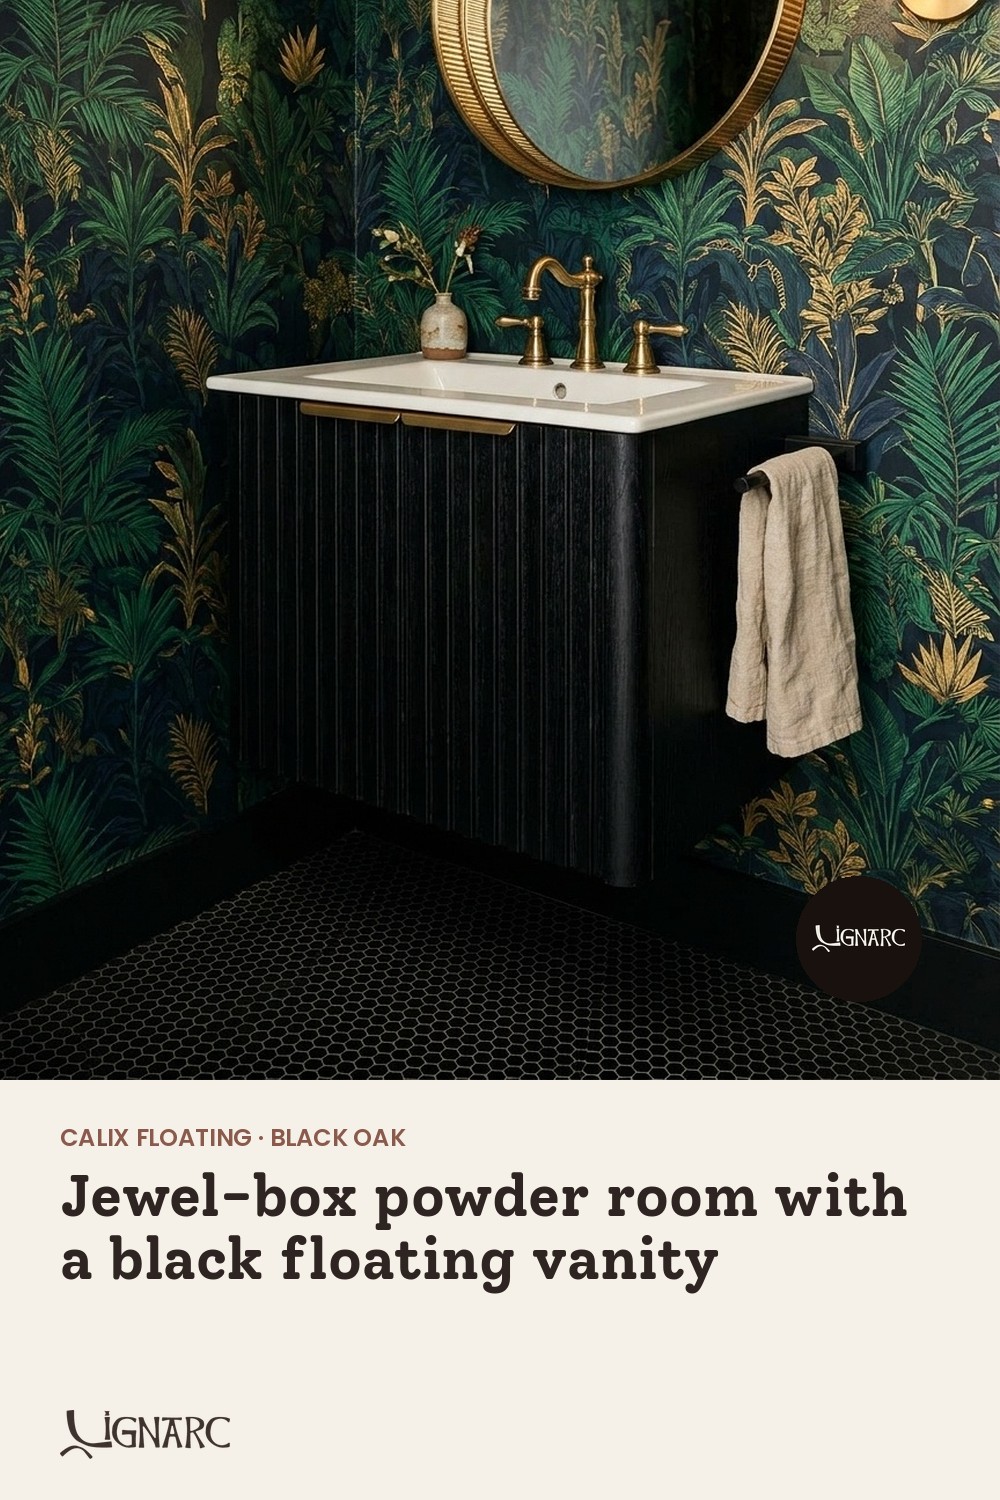 LIGNARC
CALIX FLOATING · BLACK OAK
Jewel-box powder room with
a black floating vanity
LIGNARC